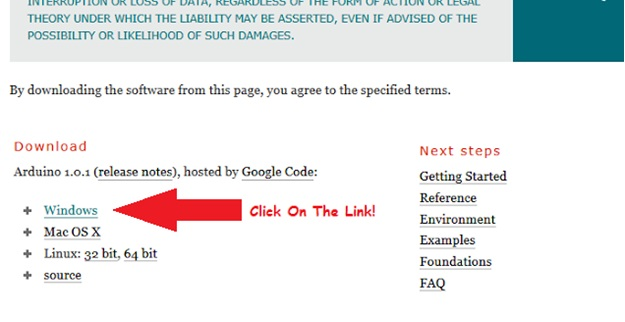 INTERRUPTION OR LOSS OF DATA, REGARDLESS OF THE FORM OF ACTION OR LEGAL
THEORY UNDER WHICH THE LIABILITY MAY BE ASSERTED, EVEN IF ADVISED OF THE
POSSIBILITY OR LIKELIHOOD OF SUCH DAMAGES.
By downloading the software from this page, you agree to the specified terms.
Download
Arduino 1.0.1 (release notes), hosted by Google Code:
Windows
Click On The Link!
Mac OS X
Linux: 32 bit, 64 bit
source
Next steps
Getting Started
Reference
Environment
Examples
Foundations
FAQ